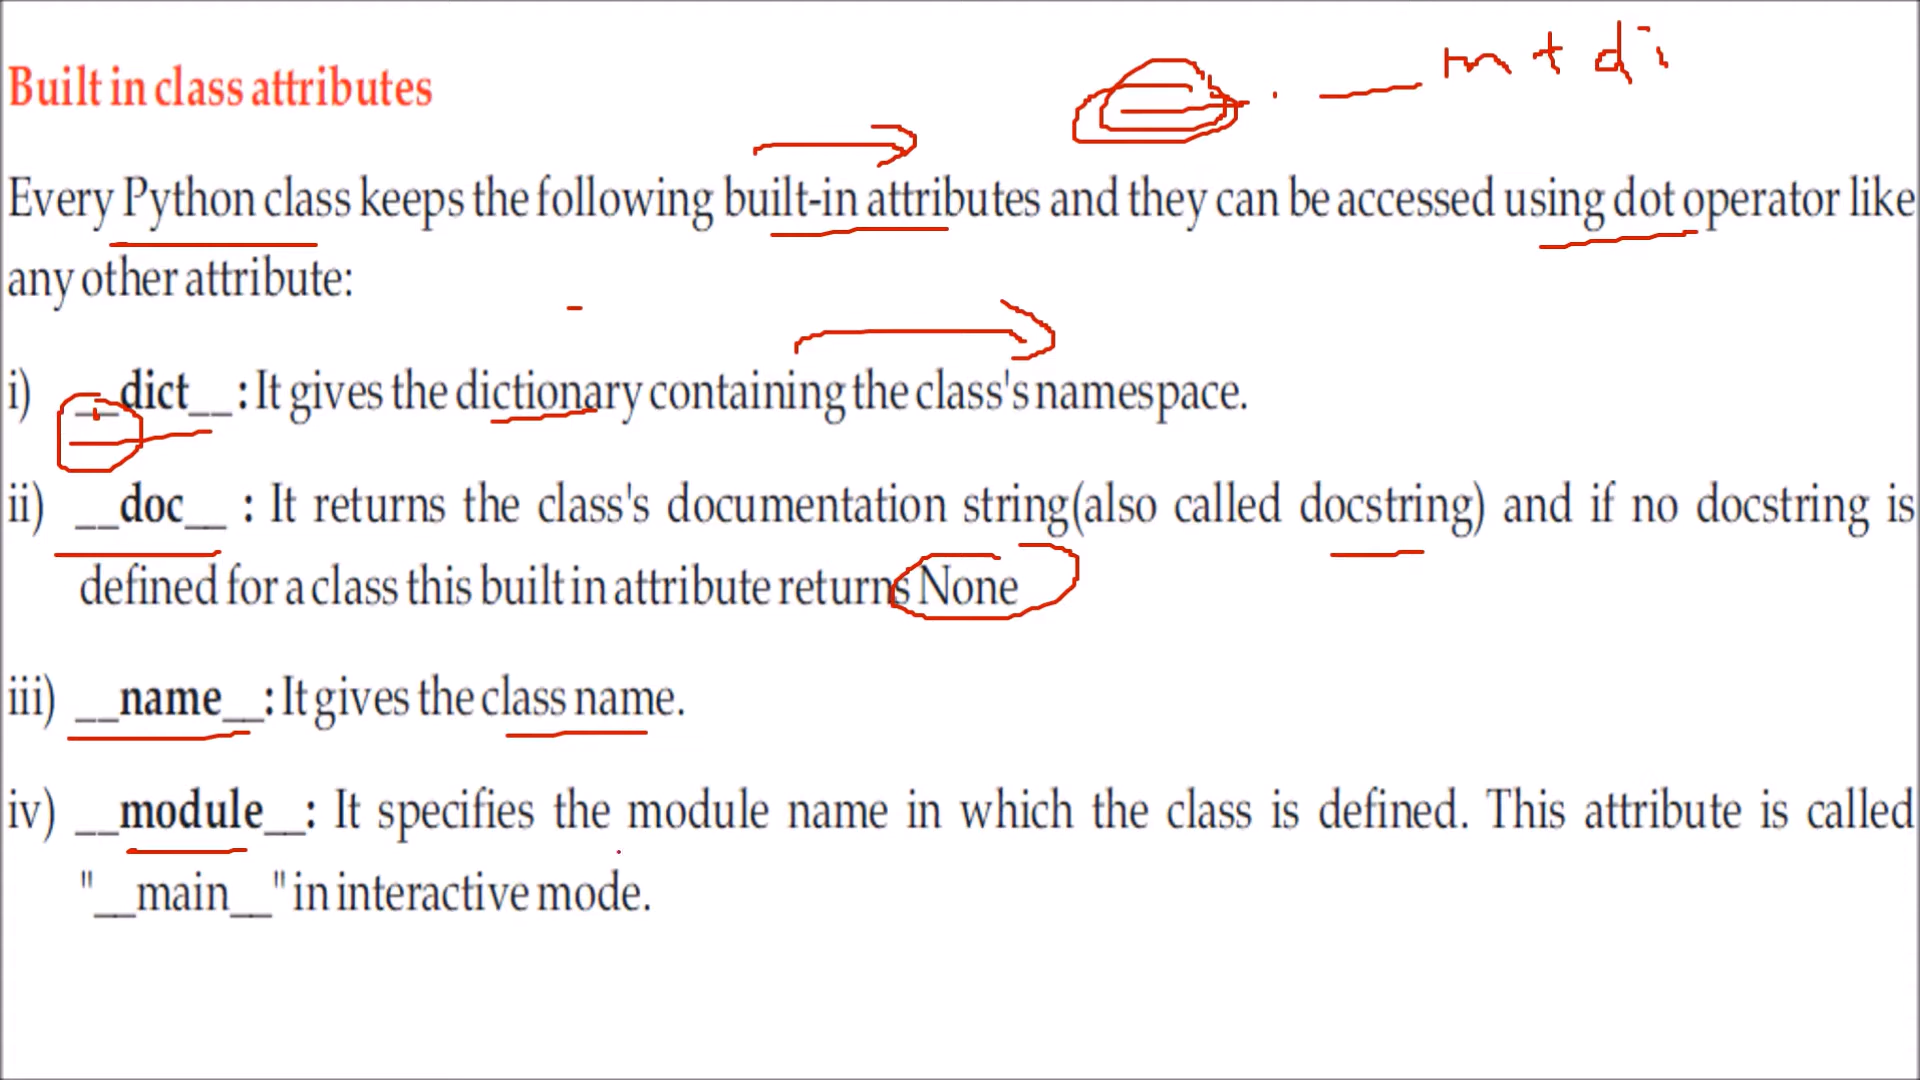 Built in class attributes
m + di
Every Python class keeps the following built-in attributes and they can be accessed using dot operator like
any other attribute:
i) __dict__ : It gives the dictionary containing the class's namespace.
ii) __doc__ : It returns the class's documentation string(also called docstring) and if no docstring is
defined for a class this built in attribute returns None
iii) __name__: It gives the class name.
iv) __module__: It specifies the module name in which the class is defined. This attribute is called
"__main__" in interactive mode.